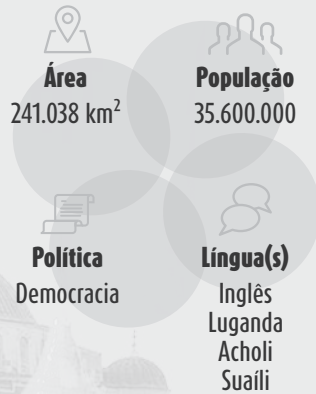 Área
241.038 km²
População
35.600.000
Política
Democracia
Língua(s)
Inglês
Luganda
Acholi
Suaíli